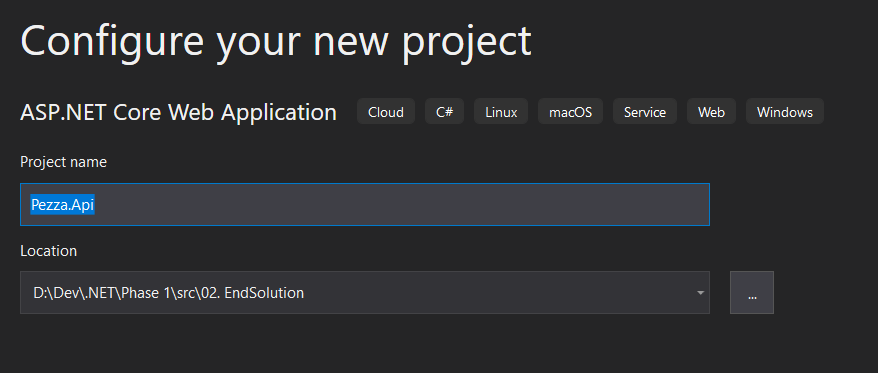 Configure your new project
ASP.NET Core Web Application Cloud C# Linux macOS Service Web Windows
Project name
Pezza.Api
Location
D:\Dev\.NET\Phase 1\src\02. EndSolution ...